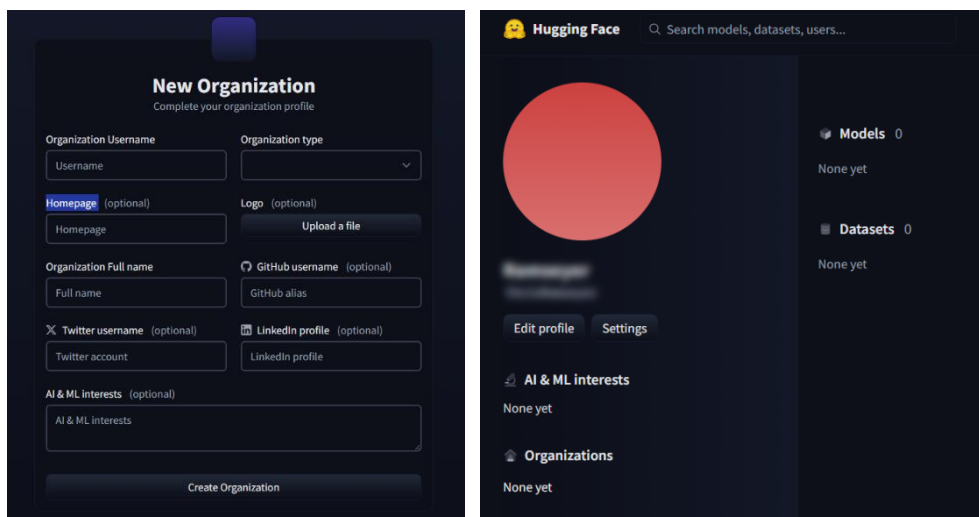 New Organization
Complete your organization profile
Organization Username
Organization type
Username
Homepage (optional)
Logo (optional)
Homepage
Upload a file
Organization Full name
GitHub username (optional)
Full name
GitHub alias
Twitter username (optional)
LinkedIn profile (optional)
Twitter account
LinkedIn profile
AI & ML interests (optional)
AI & ML interests
Create Organization
Hugging Face
Search models, datasets, users...
Edit profile
Settings
AI & ML interests
None yet
Organizations
None yet
Models 0
None yet
Datasets 0
None yet